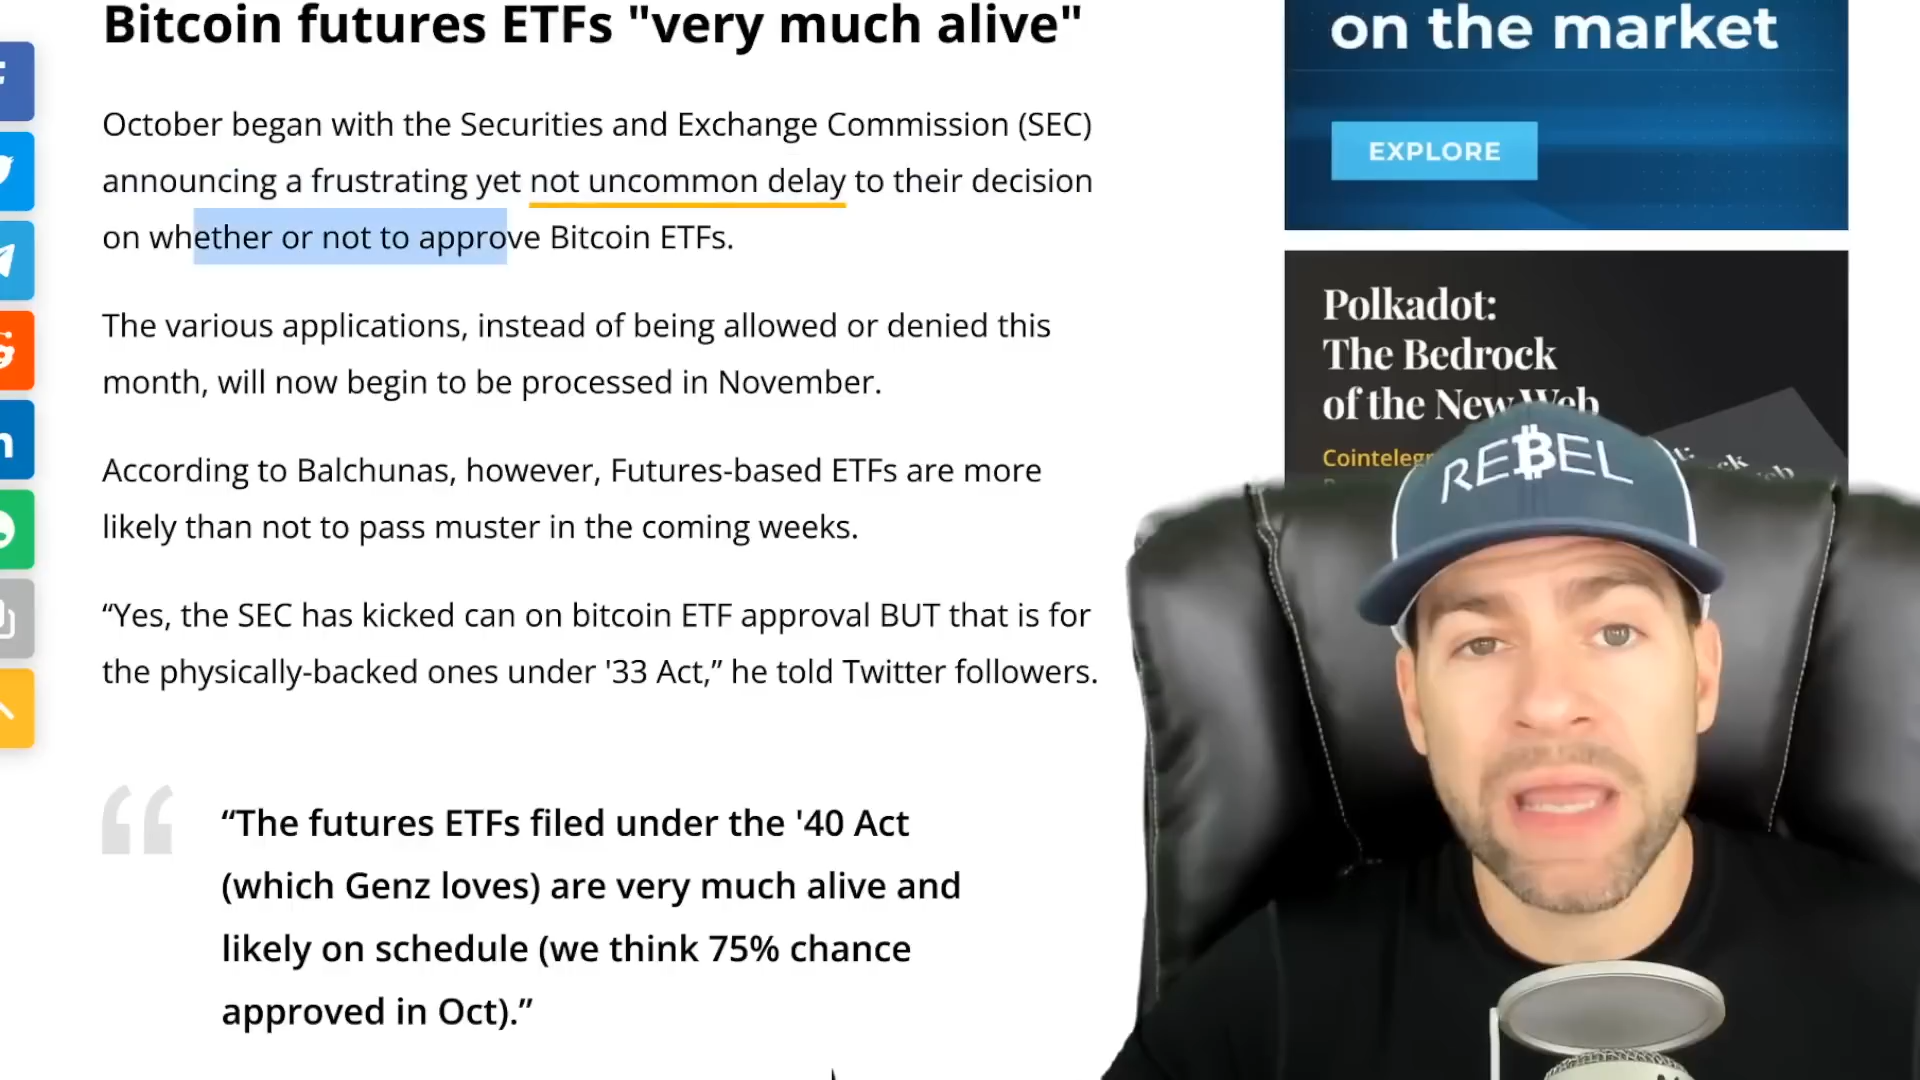 Bitcoin futures ETFs "very much alive"
October began with the Securities and Exchange Commission (SEC)
announcing a frustrating yet not uncommon delay to their decision
on whether or not to approve Bitcoin ETFs.
The various applications, instead of being allowed or denied this
month, will now begin to be processed in November.
According to Balchunas, however, Futures-based ETFs are more
likely than not to pass muster in the coming weeks.
“Yes, the SEC has kicked can on bitcoin ETF approval BUT that is for
the physically-backed ones under '33 Act,” he told Twitter followers.
“The futures ETFs filed under the '40 Act
(which Genz loves) are very much alive and
likely on schedule (we think 75% chance
approved in Oct).”
on the market
EXPLORE
Polkadot:
The Bedrock
of the New Web
REBEL